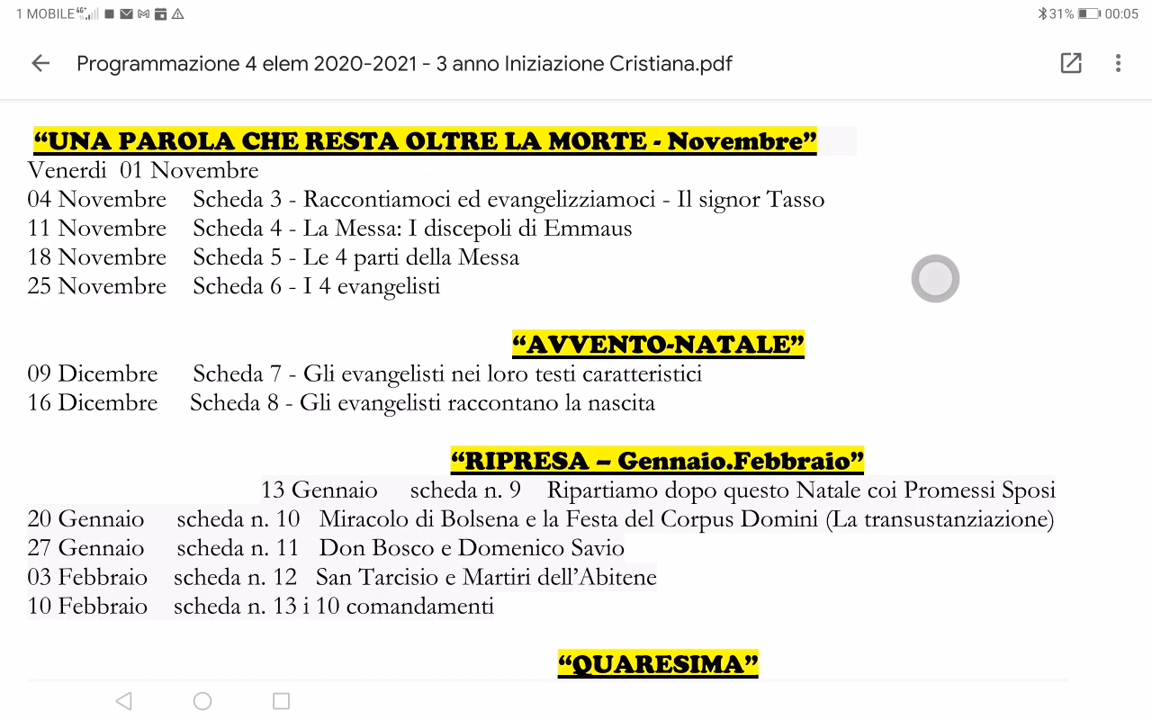 1 MOBILE 4G+ 31% 00:05
Programmazione 4 elem 2020-2021 - 3 anno Iniziazione Cristiana.pdf
“UNA PAROLA CHE RESTA OLTRE LA MORTE - Novembre”
Venerdi 01 Novembre
04 Novembre Scheda 3 - Raccontiamoci ed evangelizziamoci - Il signor Tasso
11 Novembre Scheda 4 - La Messa: I discepoli di Emmaus
18 Novembre Scheda 5 - Le 4 parti della Messa
25 Novembre Scheda 6 - I 4 evangelisti
“AVVENTO-NATALE”
09 Dicembre Scheda 7 - Gli evangelisti nei loro testi caratteristici
16 Dicembre Scheda 8 - Gli evangelisti raccontano la nascita
“RIPRESA – Gennaio.Febbraio”
13 Gennaio scheda n. 9 Ripartiamo dopo questo Natale coi Promessi Sposi
20 Gennaio scheda n. 10 Miracolo di Bolsena e la Festa del Corpus Domini (La transustanziazione)
27 Gennaio scheda n. 11 Don Bosco e Domenico Savio
03 Febbraio scheda n. 12 San Tarcisio e Martiri dell’Abitene
10 Febbraio scheda n. 13 i 10 comandamenti
“QUARESIMA”